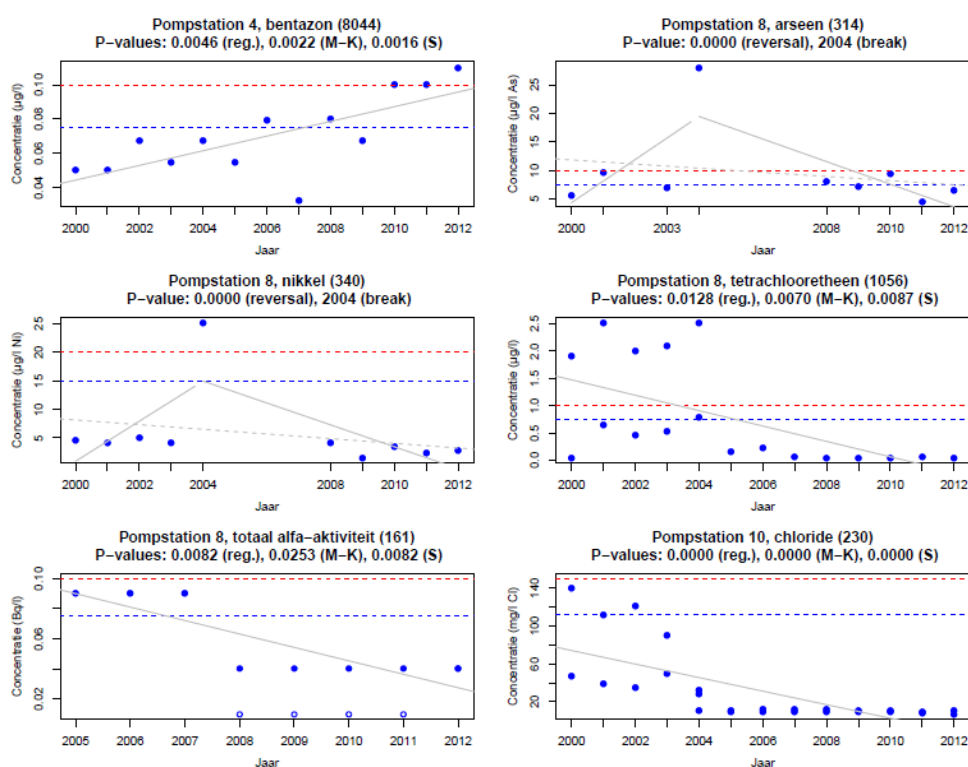 Pompstation 4, bentazon (8044)
P−values: 0.0046 (reg.), 0.0022 (M−K), 0.0016 (S)
Concentratie (µg/l)
0.10
0.08
0.04
2000
2002
2004
2006
2008
2010
2012
Jaar
Pompstation 8, arseen (314)
P−value: 0.0000 (reversal), 2004 (break)
Concentratie (µg/l As)
25
20
15
10
5
2000
2003
2008
2010
2012
Jaar
Pompstation 8, nikkel (340)
P−value: 0.0000 (reversal), 2004 (break)
Concentratie (µg/l Ni)
25
20
15
10
5
2000
2002
2004
2008
2010
2012
Jaar
Pompstation 8, tetrachlooretheen (1056)
P−values: 0.0128 (reg.), 0.0070 (M−K), 0.0087 (S)
Concentratie (µg/l)
2.5
2.0
1.5
1.0
0.5
0.0
2000
2002
2004
2006
2008
2010
2012
Jaar
Pompstation 8, totaal alfa−aktiviteit (161)
P−values: 0.0082 (reg.), 0.0253 (M−K), 0.0082 (S)
Concentratie (Bq/l)
0.10
0.06
0.02
2005
2006
2007
2008
2009
2010
2011
2012
Jaar
Pompstation 10, chloride (230)
P−values: 0.0000 (reg.), 0.0000 (M−K), 0.0000 (S)
Concentratie (mg/l Cl)
140
100
60
20
2000
2002
2004
2006
2008
2010
2012
Jaar